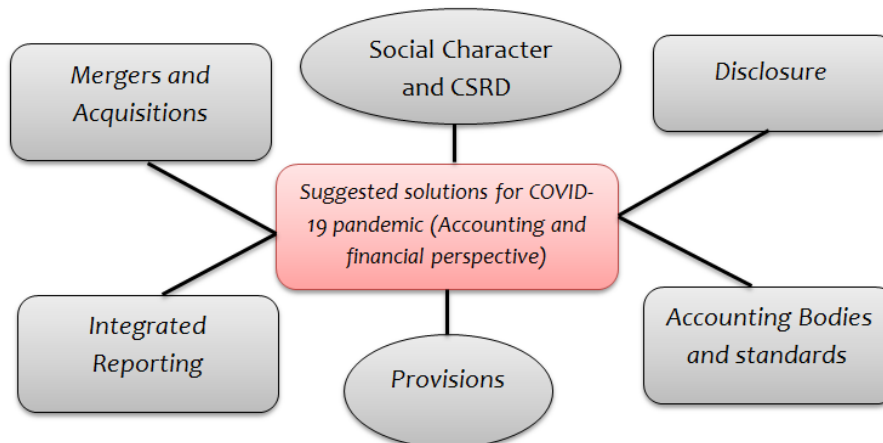 Social Character
and CSRD
Mergers and
Acquisitions
Disclosure
Suggested solutions for COVID-
19 pandemic (Accounting and
financial perspective)
Integrated
Reporting
Provisions
Accounting Bodies
and standards